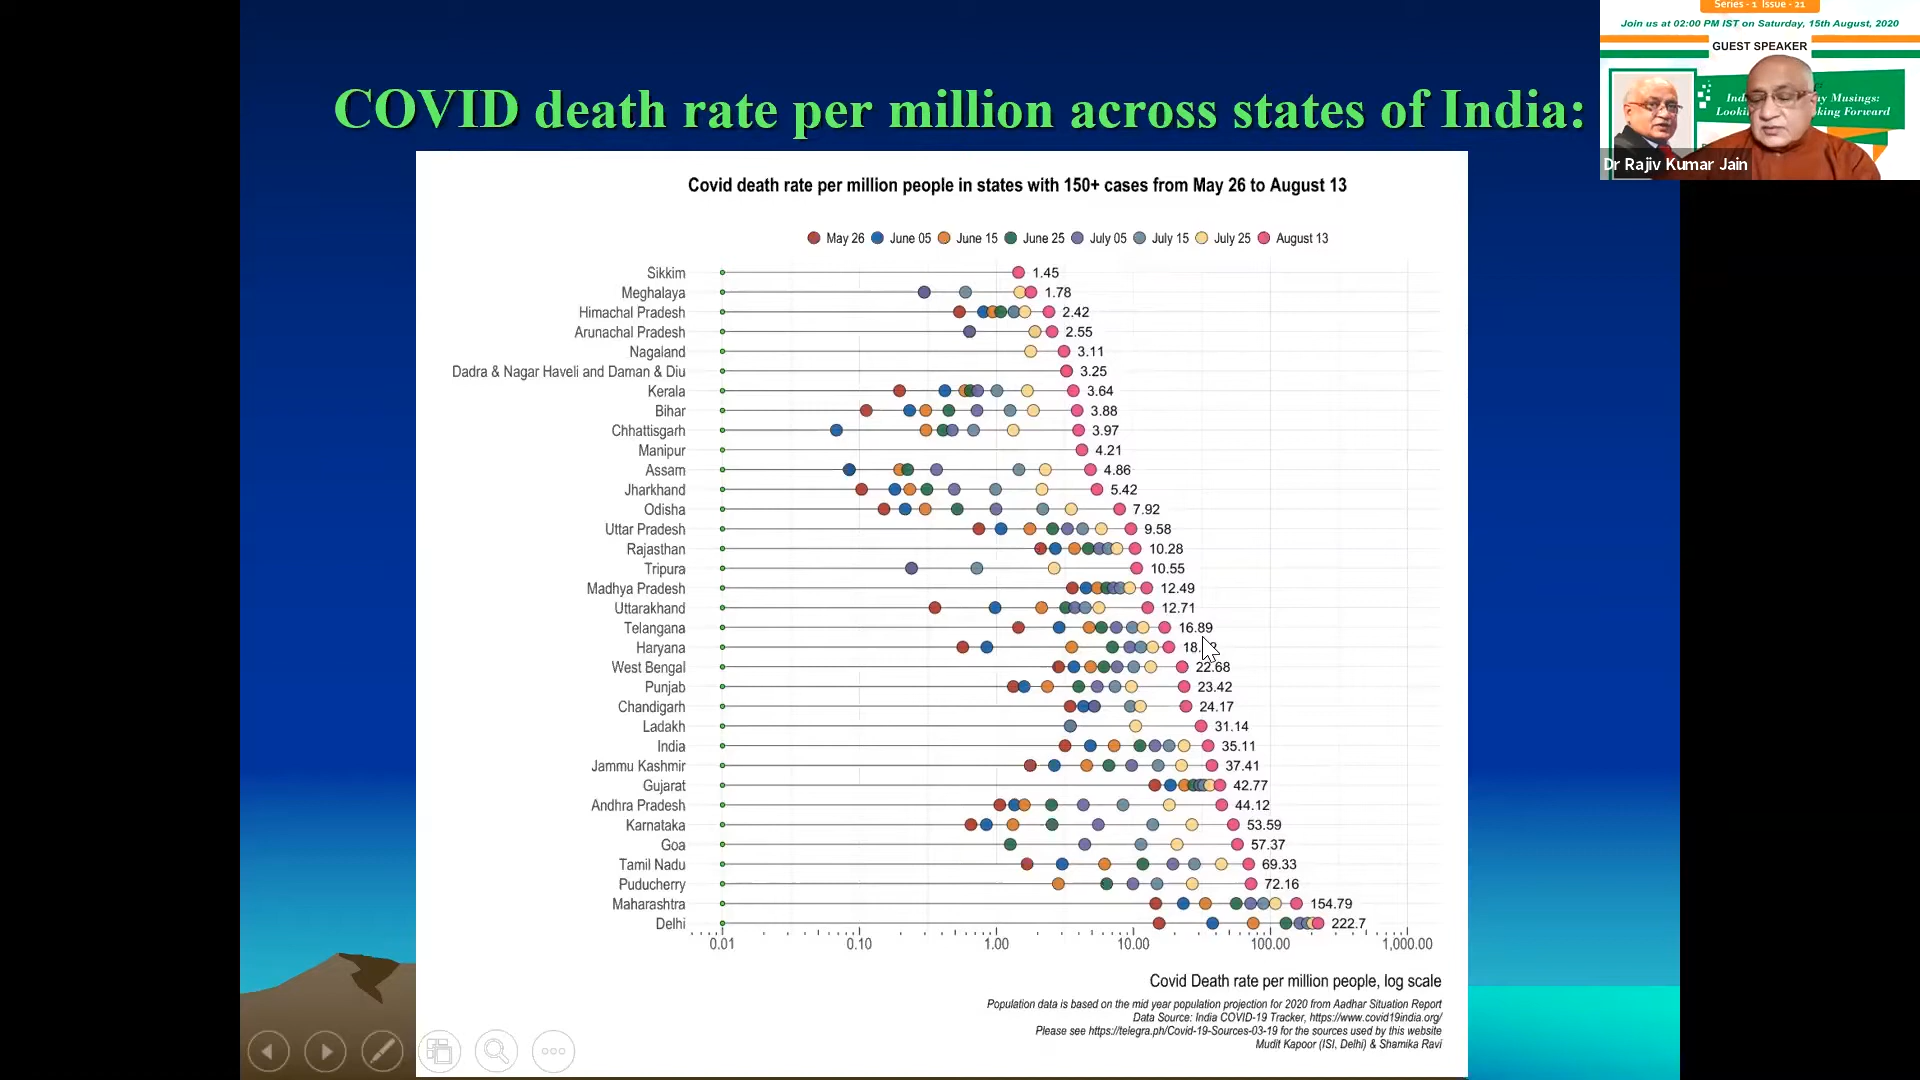 Series - 1 Issue - 21
Join us at 02:00 PM IST on Saturday, 15th August, 2020
GUEST SPEAKER
Musings:
Forward
Dr Rajiv Kumar Jain
COVID death rate per million across states of India:
Covid death rate per million people in states with 150+ cases from May 26 to August 13
May 26 June 05 June 15 June 25 July 05 July 15 July 25 August 13
Sikkim 1.45
Meghalaya 1.78
Himachal Pradesh 2.42
Arunachal Pradesh 2.55
Nagaland 3.11
Dadra & Nagar Haveli and Daman & Diu 3.25
Kerala 3.64
Bihar 3.88
Chhattisgarh 3.97
Manipur 4.21
Assam 4.86
Jharkhand 5.42
Odisha 7.92
Uttar Pradesh 9.58
Rajasthan 10.28
Tripura 10.55
Madhya Pradesh 12.49
Uttarakhand 12.71
Telangana 16.89
Haryana
West Bengal 22.68
Punjab 23.42
Chandigarh 24.17
Ladakh 31.14
India 35.11
Jammu Kashmir 37.41
Gujarat 42.77
Andhra Pradesh 44.12
Karnataka 53.59
Goa 57.37
Tamil Nadu 69.33
Puducherry 72.16
Maharashtra 154.79
Delhi 222.7
0.01 0.10 1.00 10.00 100.00 1,000.00
Covid Death rate per million people, log scale
Population data is based on the mid year population projection for 2020 from Aadhar Situation Report
Data Source: India COVID-19 Tracker, https://www.covid19india.org/
Please see https://telegra.ph/Covid-19-Sources-03-19 for the sources used by this website
Mudit Kapoor (ISI, Delhi) & Shamika Ravi